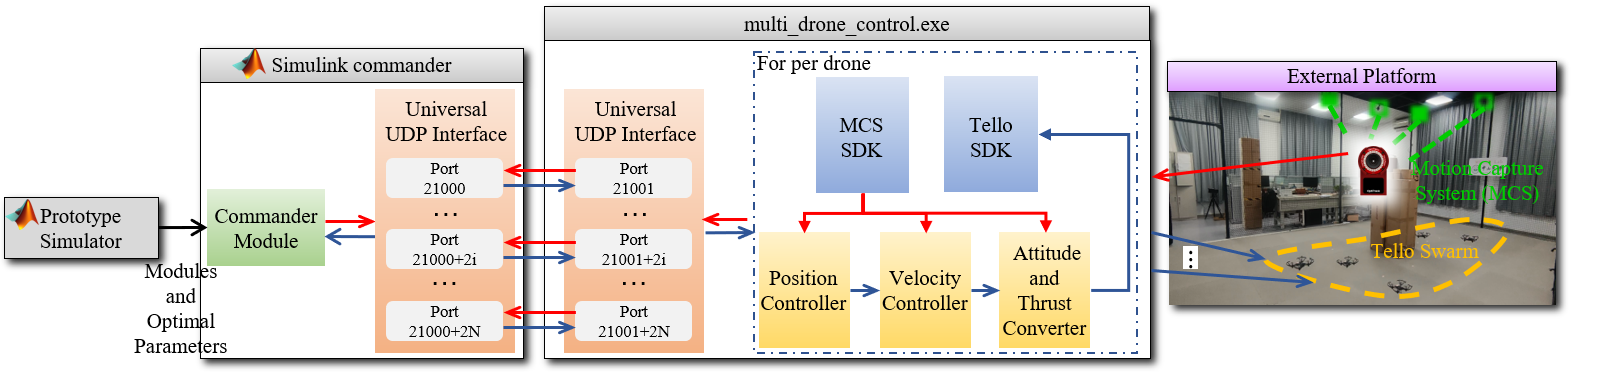 Prototype
Simulator
Modules
and
Optimal
Parameters
Simulink commander
Commander
Module
Universal
UDP Interface
Port
21000
...
Port
21000+2i
...
Port
21000+2N
multi_drone_control.exe
Universal
UDP Interface
Port
21001
...
Port
21001+2i
...
Port
21001+2N
For per drone
MCS
SDK
Tello
SDK
Position
Controller
Velocity
Controller
Attitude
and
Thrust
Converter
External Platform
Motion Capture
System (MCS)
Tello Swarm
⋮